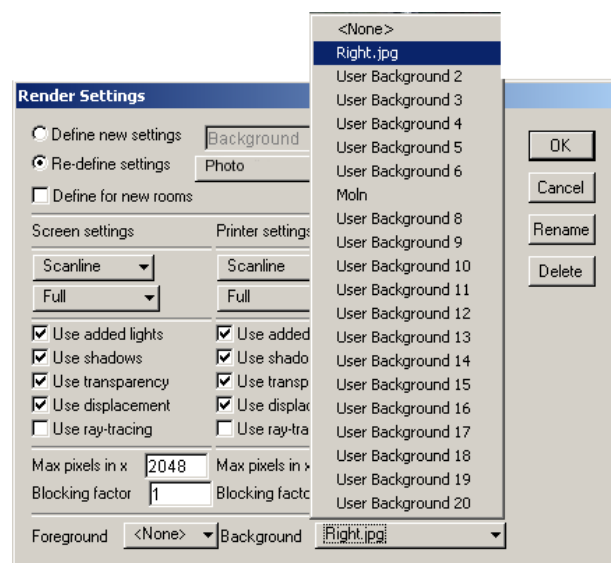 <None>
Right.jpg
User Background 2
User Background 3
User Background 4
User Background 5
User Background 6
Moln
User Background 8
User Background 9
User Background 10
User Background 11
User Background 12
User Background 13
User Background 14
User Background 15
User Background 16
User Background 17
User Background 18
User Background 19
User Background 20
Render Settings
Define new settings Background
Re-define settings Photo
Define for new rooms
OK
Cancel
Rename
Delete
Screen settings Printer settings
Scanline Scanline
Full Full
Use added lights Use added
Use shadows Use shado
Use transparency Use transp
Use displacement Use displac
Use ray-tracing Use ray-tra
Max pixels in x 2048 Max pixels in x
Blocking factor 1 Blocking facto
Foreground <None> Background Right.jpg